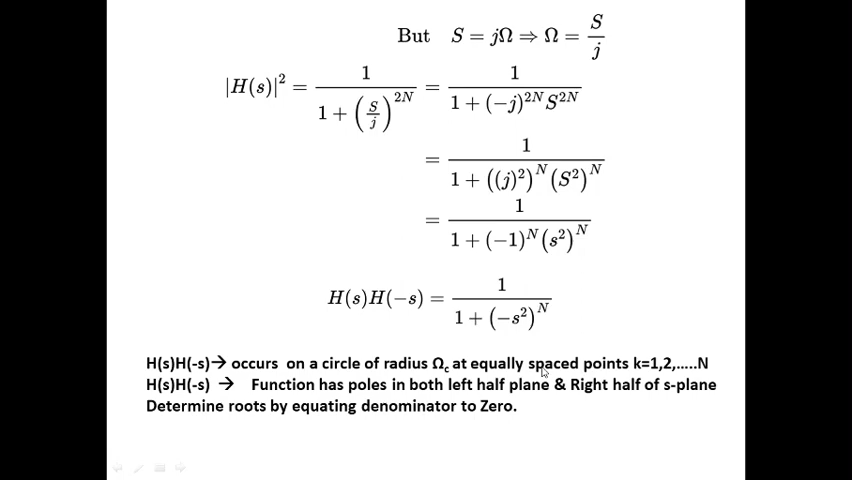 But S = jΩ ⇒ Ω = S/j
|H(s)|² = 1/(1 + (S/j)^{2N}) = 1/(1 + (−j)^{2N} S^{2N})
= 1/(1 + ((j)²)^N (S²)^N)
= 1/(1 + (−1)^N (s²)^N)
H(s)H(−s) = 1/(1 + (−s²)^N)
H(s)H(-s)→ occurs on a circle of radius Ω_c at equally spaced points k=1,2,.....N
H(s)H(-s) → Function has poles in both left half plane & Right half of s-plane
Determine roots by equating denominator to Zero.